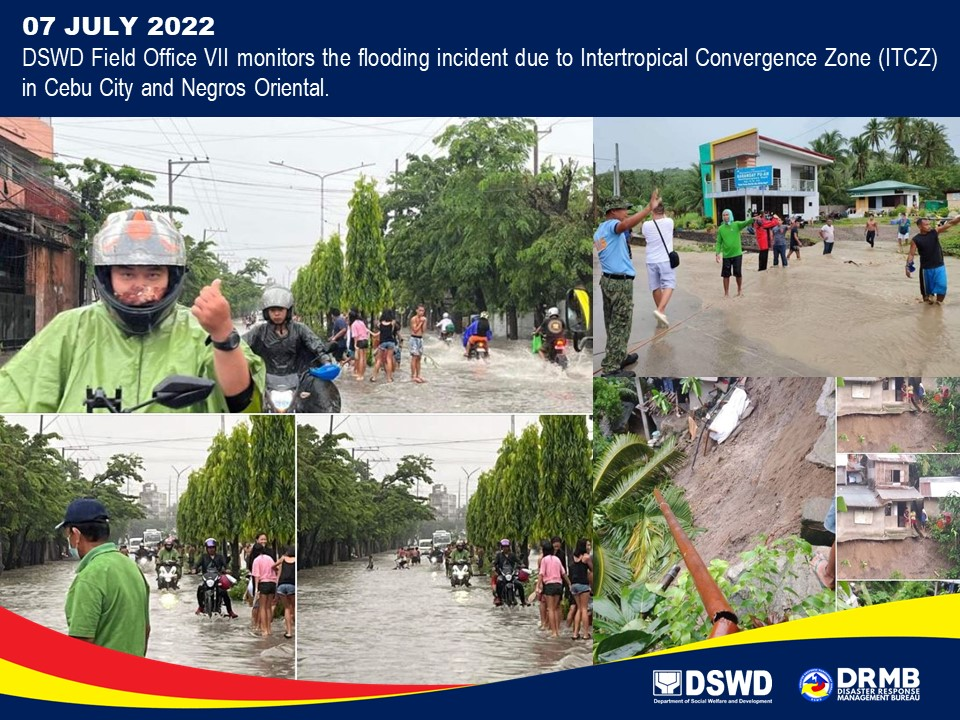 07 JULY 2022
DSWD Field Office VII monitors the flooding incident due to Intertropical Convergence Zone (ITCZ)
in Cebu City and Negros Oriental.
DSWD
Department of Social Welfare and Development
DRMB
DISASTER RESPONSE
MANAGEMENT BUREAU